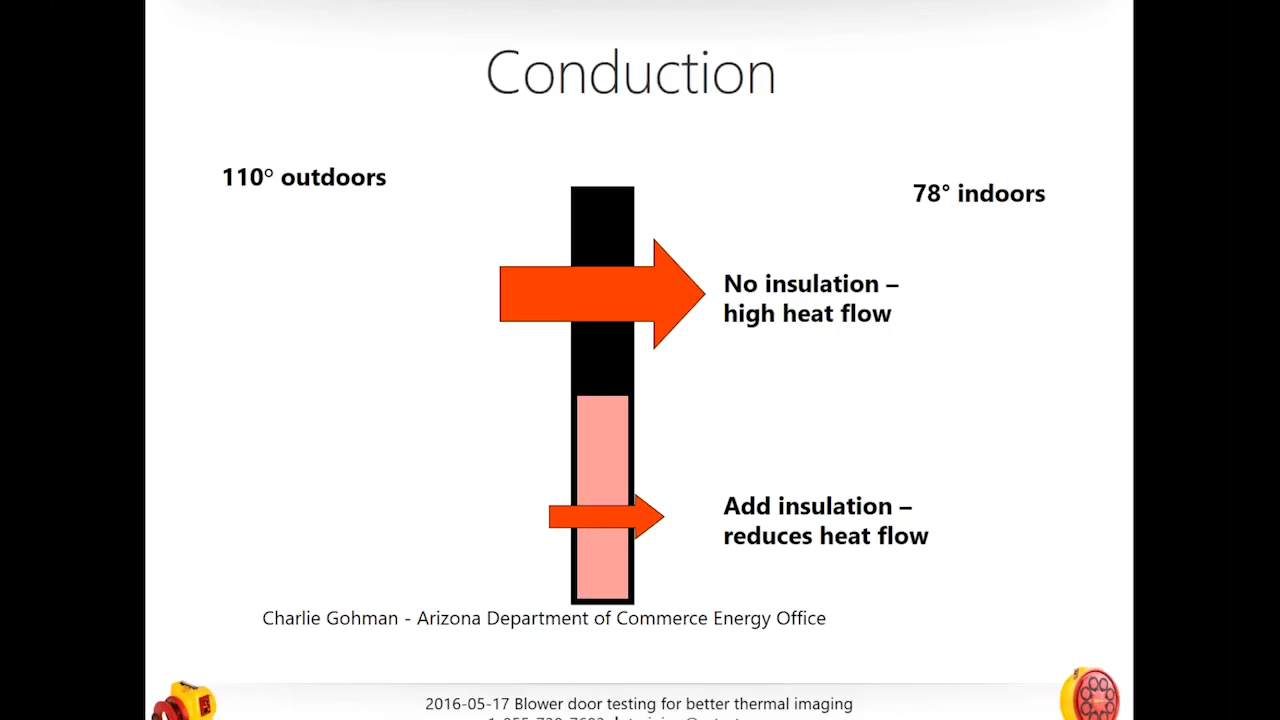 Conduction
110° outdoors
78° indoors
No insulation –
high heat flow
Add insulation –
reduces heat flow
Charlie Gohman - Arizona Department of Commerce Energy Office
2016-05-17 Blower door testing for better thermal imaging